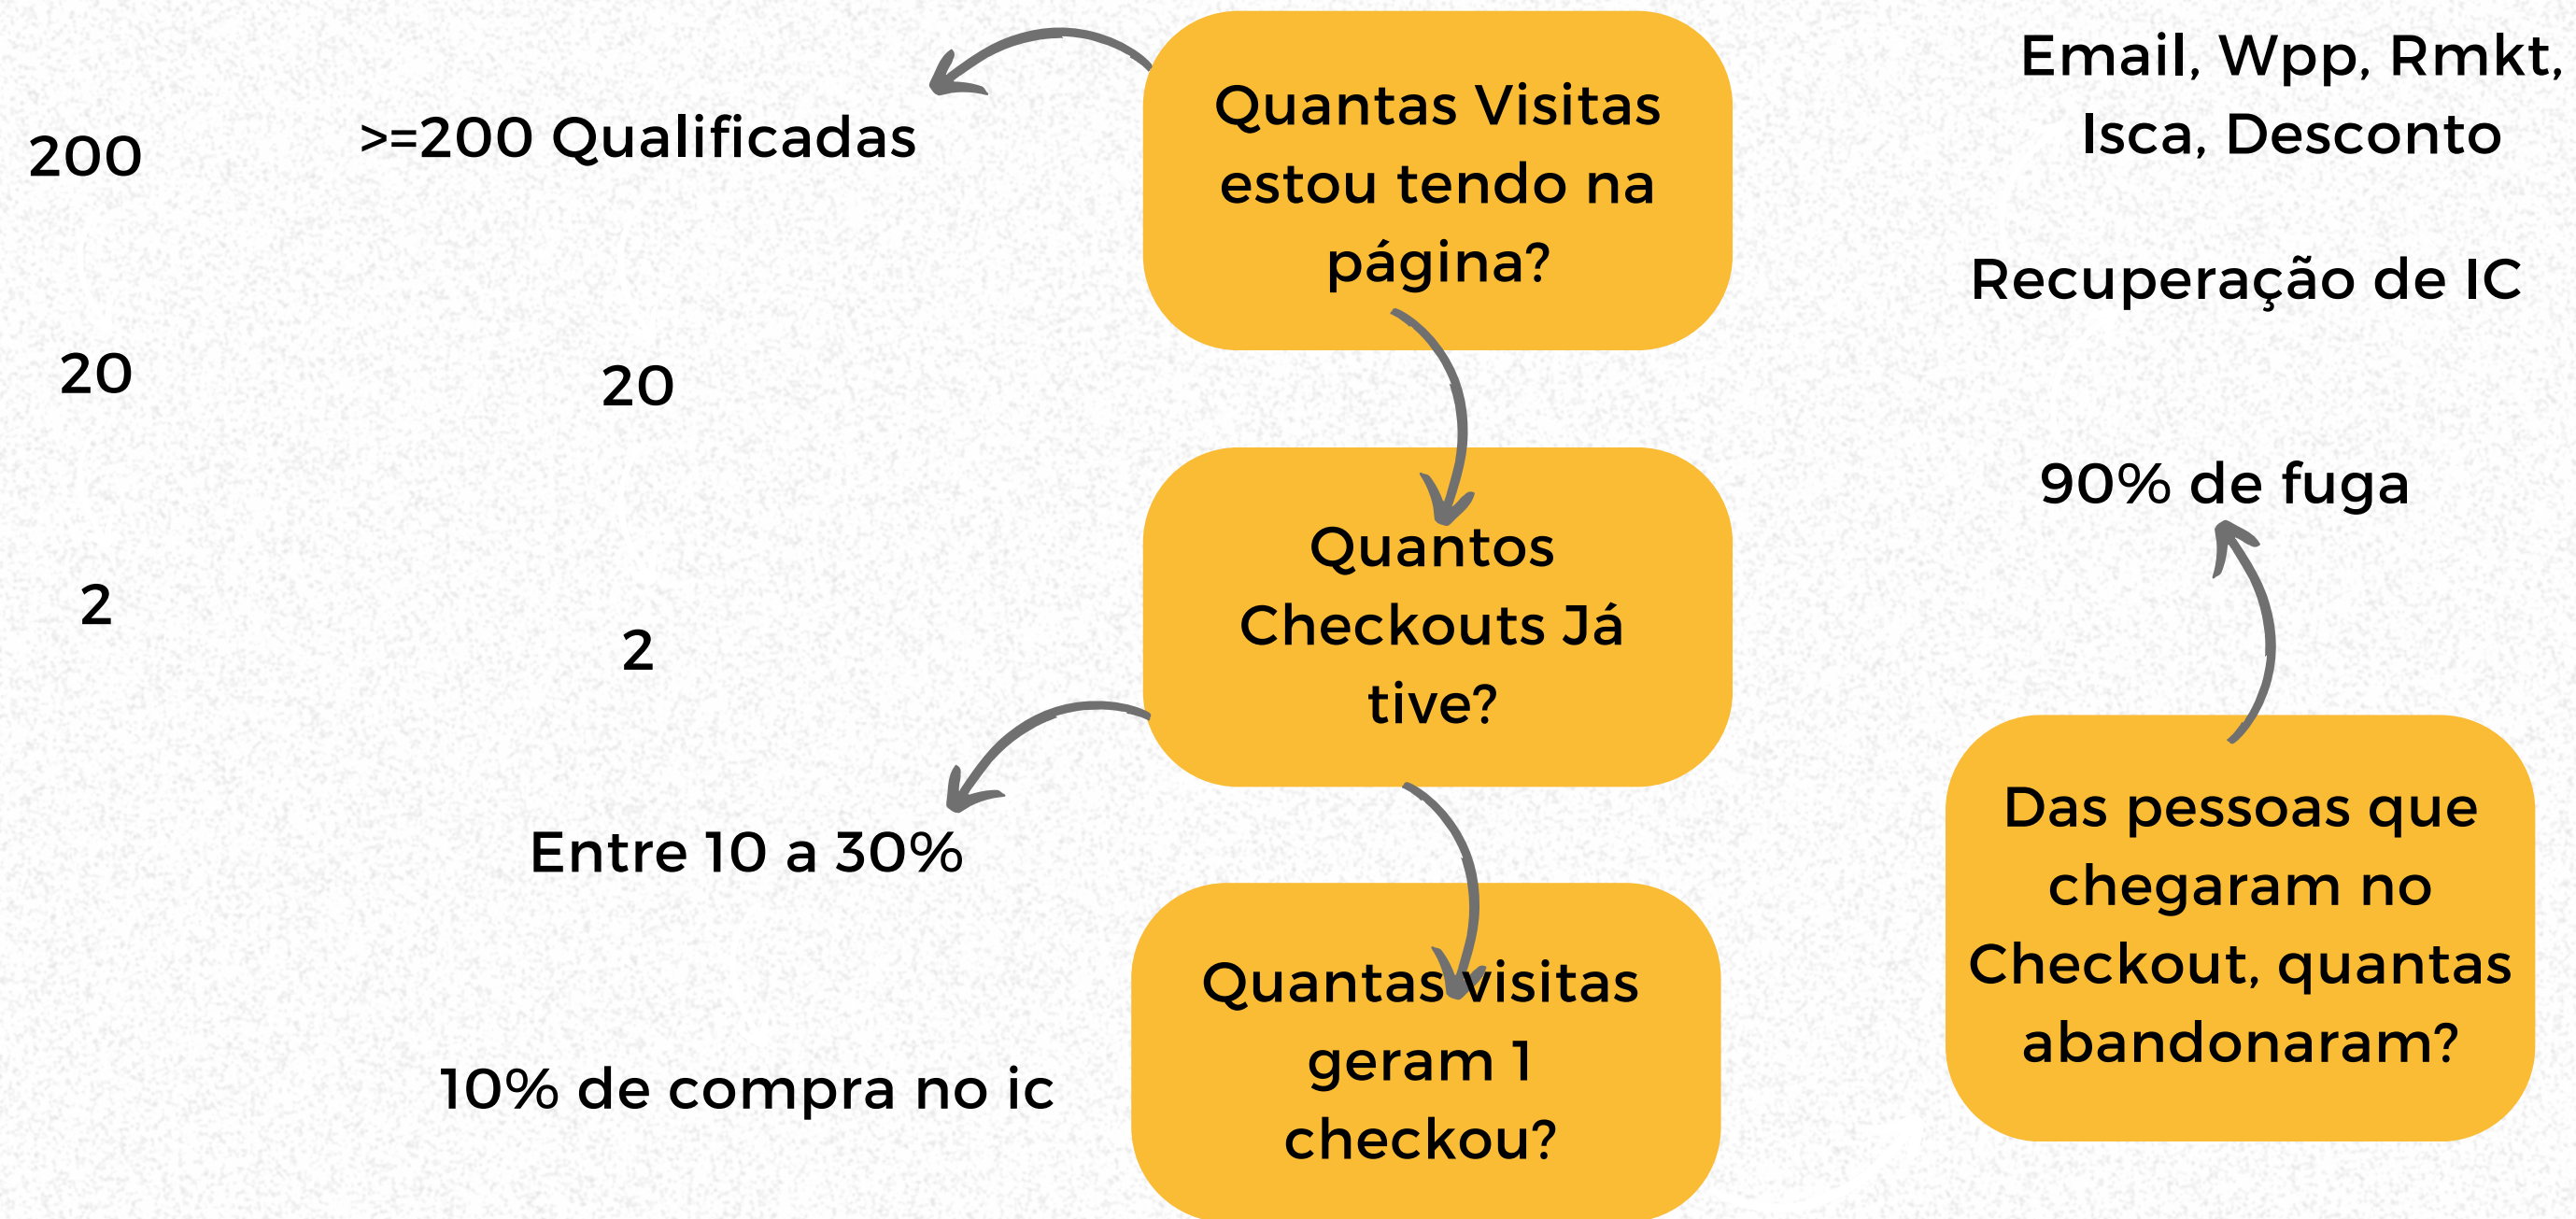 200
>=200 Qualificadas
20
20
2
2
Entre 10 a 30%
10% de compra no ic
Quantas Visitas
estou tendo na
página?
Quantos
Checkouts Já
tive?
Quantas visitas
geram 1
checkou?
Email, Wpp, Rmkt,
Isca, Desconto
Recuperação de IC
90% de fuga
Das pessoas que
chegaram no
Checkout, quantas
abandonaram?